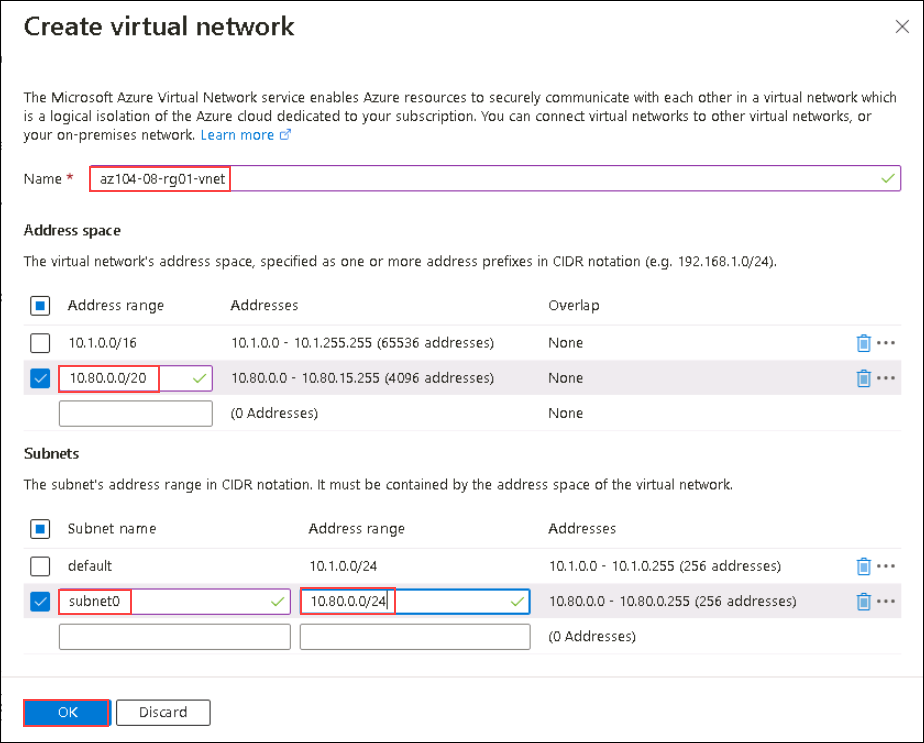 Create virtual network
The Microsoft Azure Virtual Network service enables Azure resources to securely communicate with each other in a virtual network which
is a logical isolation of the Azure cloud dedicated to your subscription. You can connect virtual networks to other virtual networks, or
your on-premises network. Learn more
Name * az104-08-rg01-vnet
Address space
The virtual network's address space, specified as one or more address prefixes in CIDR notation (e.g. 192.168.1.0/24).
Address range Addresses Overlap
10.1.0.0/16 10.1.0.0 - 10.1.255.255 (65536 addresses) None
10.80.0.0/20 10.80.0.0 - 10.80.15.255 (4096 addresses) None
(0 Addresses) None
Subnets
The subnet's address range in CIDR notation. It must be contained by the address space of the virtual network.
Subnet name Address range Addresses
default 10.1.0.0/24 10.1.0.0 - 10.1.0.255 (256 addresses)
subnet0 10.80.0.0/24 10.80.0.0 - 10.80.0.255 (256 addresses)
(0 Addresses)
OK Discard